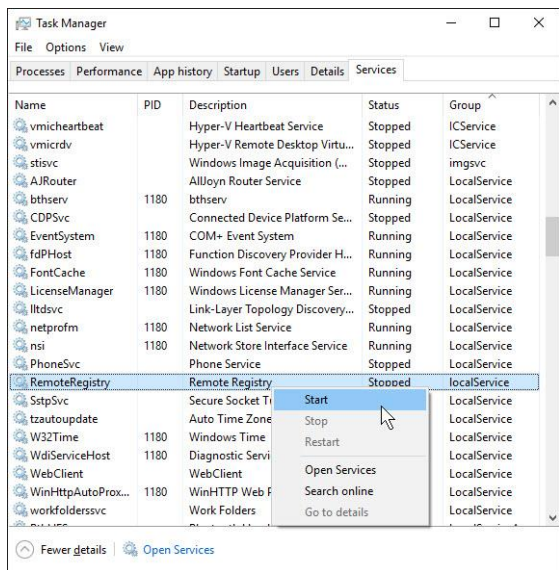 Task Manager
File Options View
Processes Performance App history Startup Users Details Services
Name PID Description Status Group
vmicheartbeat Hyper-V Heartbeat Service Stopped ICService
vmicrdv Hyper-V Remote Desktop Virtu... Stopped ICService
stisvc Windows Image Acquisition (... Stopped imgsvc
AJRouter AllJoyn Router Service Stopped LocalService
bthserv 1180 bthserv Running LocalService
CDPSvc Connected Device Platform Se... Stopped LocalService
EventSystem 1180 COM+ Event System Running LocalService
fdPHost 1180 Function Discovery Provider H... Running LocalService
FontCache 1180 Windows Font Cache Service Running LocalService
LicenseManager 1180 Windows License Manager Ser... Running LocalService
lltdsvc Link-Layer Topology Discovery... Stopped LocalService
netprofm 1180 Network List Service Running LocalService
nsi 1180 Network Store Interface Service Running LocalService
PhoneSvc Phone Service Stopped LocalService
RemoteRegistry Remote Registry Stopped localService
SstpSvc Secure Socket T Start LocalService
tzautoupdate Auto Time Zone Stop LocalService
W32Time 1180 Windows Time Restart LocalService
WdiServiceHost 1180 Diagnostic Servi LocalService
WebClient WebClient Open Services LocalService
WinHttpAutoProx... 1180 WinHTTP Web P Search online LocalService
workfolderssvc Work Folders Go to details LocalService
Fewer details Open Services